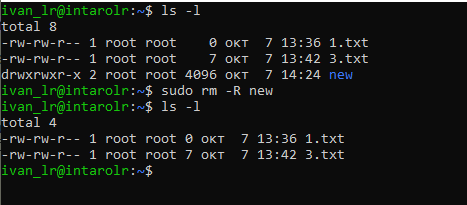 ivan_lr@intarolr:~$ ls -l
total 8
-rw-rw-r-- 1 root root    0 окт  7 13:36 1.txt
-rw-rw-r-- 1 root root    7 окт  7 13:42 3.txt
drwxrwxr-x 2 root root 4096 окт  7 14:24 new
ivan_lr@intarolr:~$ sudo rm -R new
ivan_lr@intarolr:~$ ls -l
total 4
-rw-rw-r-- 1 root root 0 окт  7 13:36 1.txt
-rw-rw-r-- 1 root root 7 окт  7 13:42 3.txt
ivan_lr@intarolr:~$